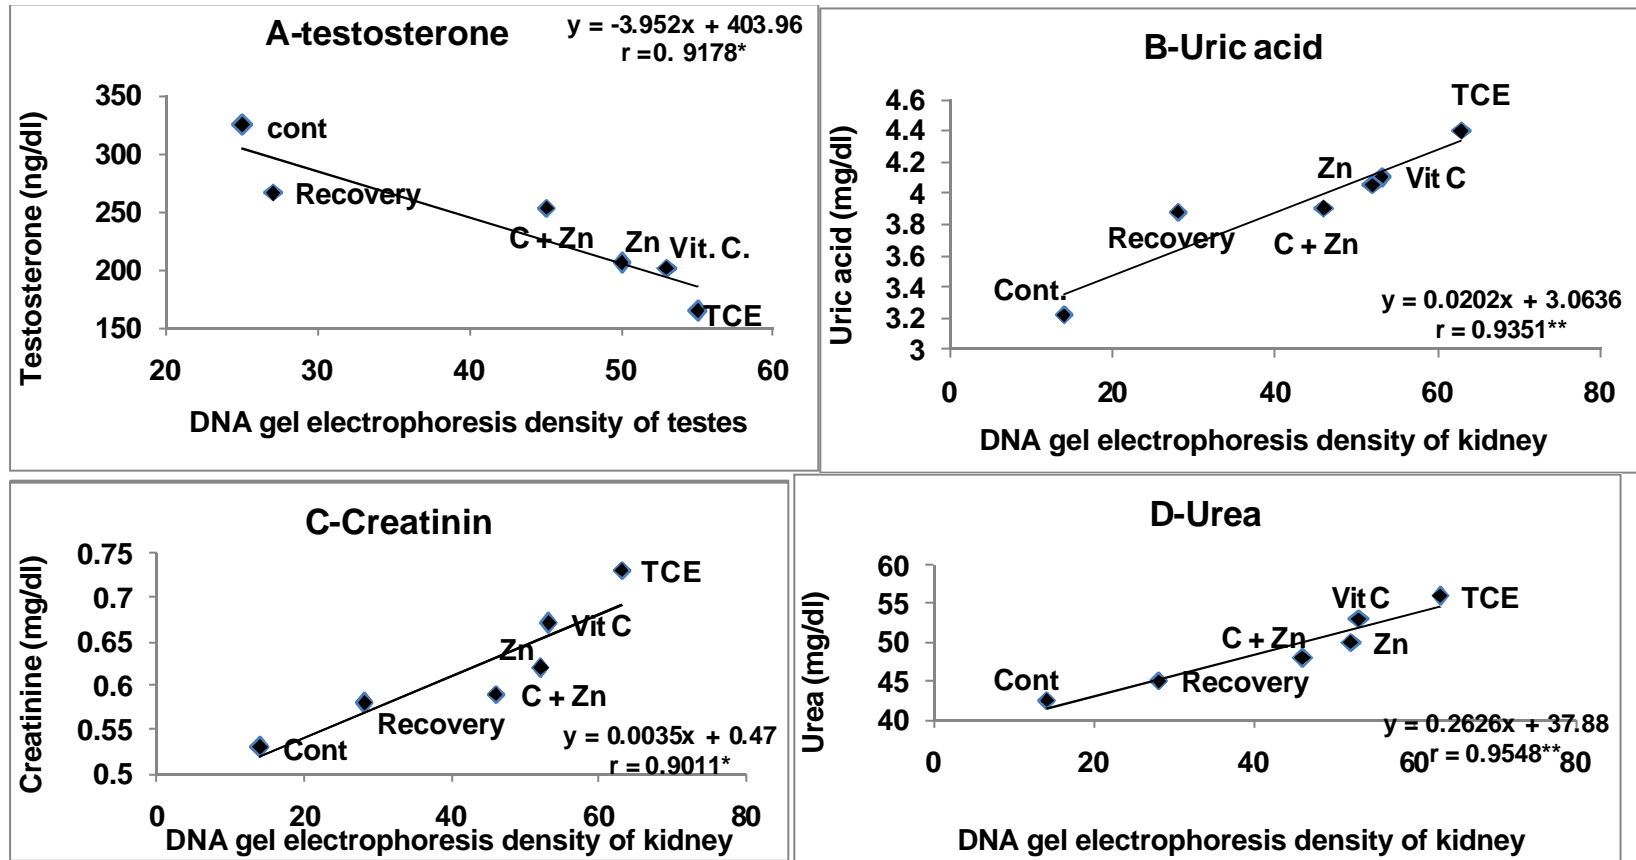 A-testosterone
y = -3.952x + 403.96
r =0. 9178*
Testosterone (ng/dl)
350
300
250
200
150
cont
Recovery
C + Zn
Zn
Vit. C.
TCE
20
30
40
50
60
DNA gel electrophoresis density of testes
B-Uric acid
Uric acid (mg/dl)
4.6
4.4
4.2
4
3.8
3.6
3.4
3.2
3
TCE
Zn
Vit C
Recovery
C + Zn
Cont.
y = 0.0202x + 3.0636
r = 0.9351**
0
20
40
60
80
DNA gel electrophoresis density of kidney
C-Creatinin
Creatinine (mg/dl)
0.75
0.7
0.65
0.6
0.55
0.5
TCE
Vit C
Zn
C + Zn
Recovery
Cont
y = 0.0035x + 0.47
r = 0.9011*
0
20
40
60
80
DNA gel electrophoresis density of kidney
D-Urea
Urea (mg/dl)
60
55
50
45
40
Vit C
TCE
C + Zn
Zn
Cont
Recovery
y = 0.2626x + 37.88
r = 0.9548**
0
20
40
60
80
DNA gel electrophoresis density of kidney